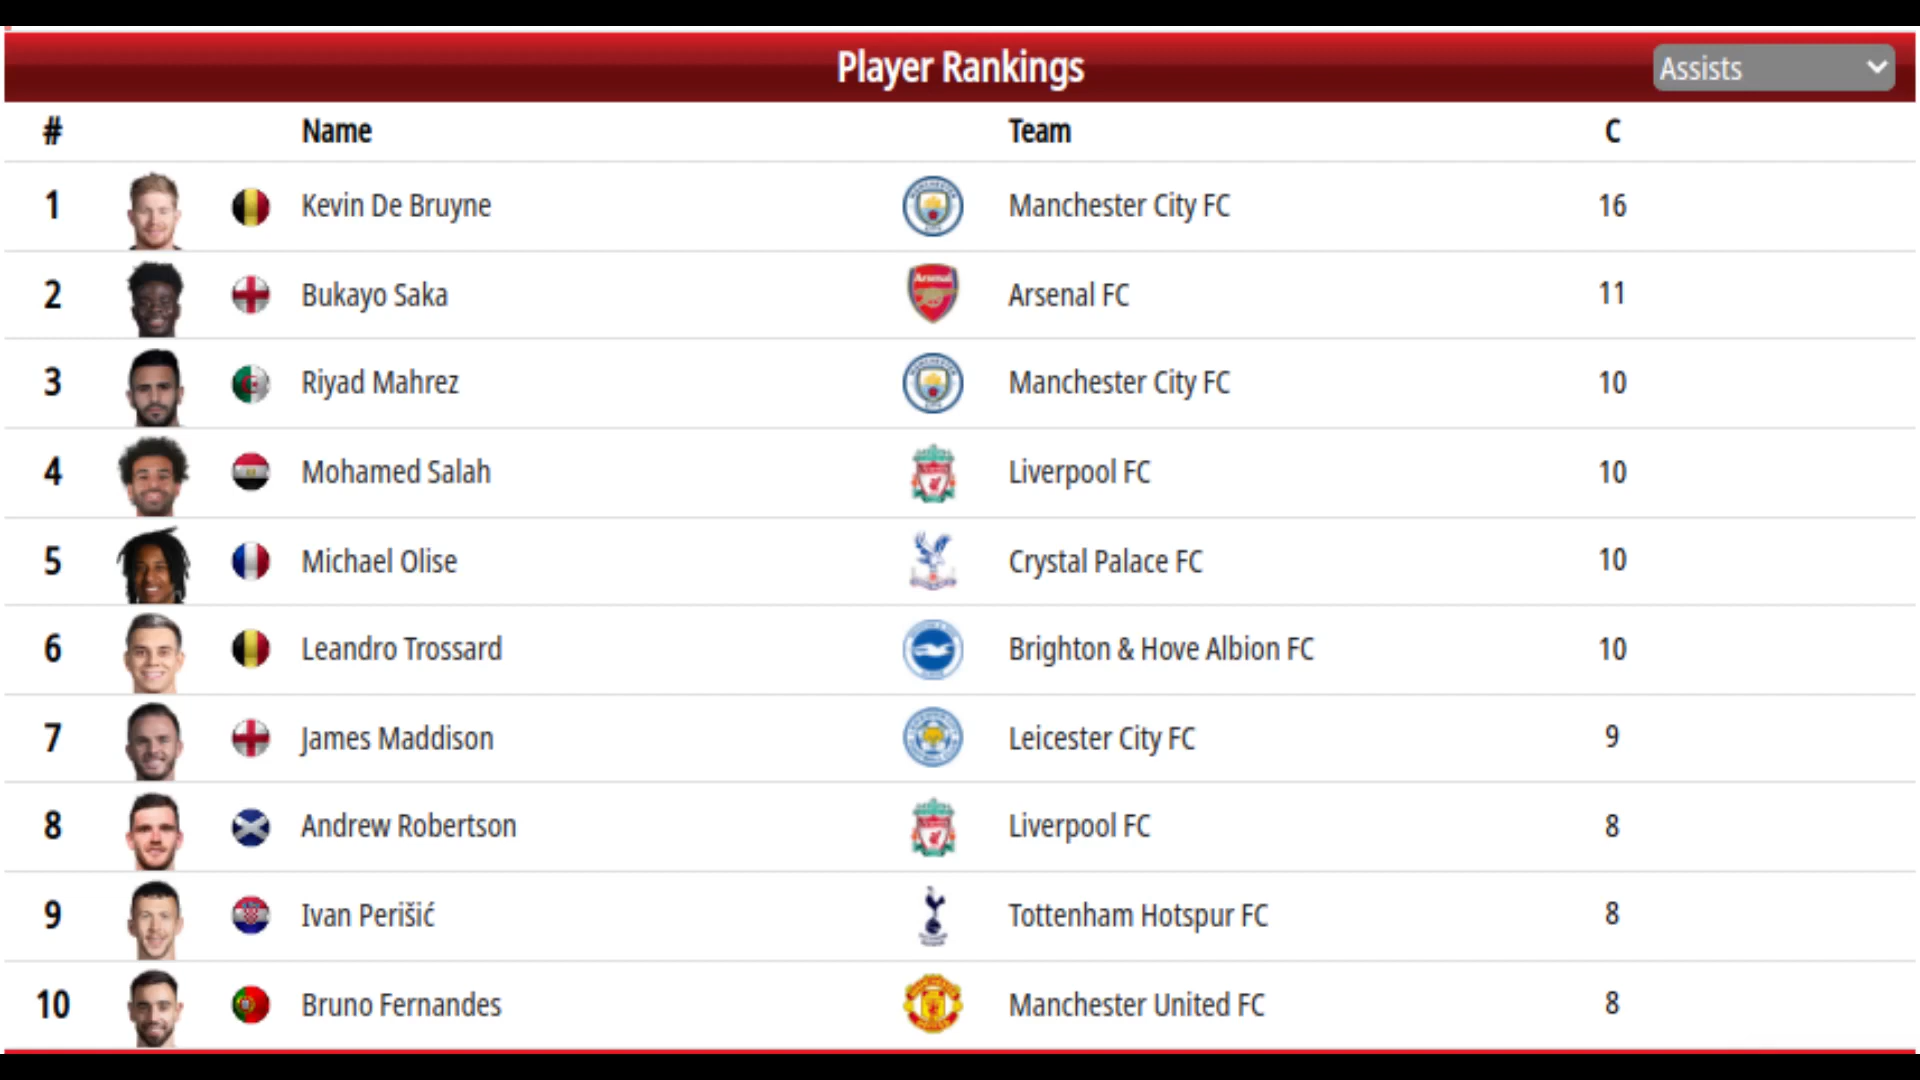 Player Rankings Assists
# Name Team C
1 Kevin De Bruyne Manchester City FC 16
2 Bukayo Saka Arsenal FC 11
3 Riyad Mahrez Manchester City FC 10
4 Mohamed Salah Liverpool FC 10
5 Michael Olise Crystal Palace FC 10
6 Leandro Trossard Brighton & Hove Albion FC 10
7 James Maddison Leicester City FC 9
8 Andrew Robertson Liverpool FC 8
9 Ivan Perišić Tottenham Hotspur FC 8
10 Bruno Fernandes Manchester United FC 8